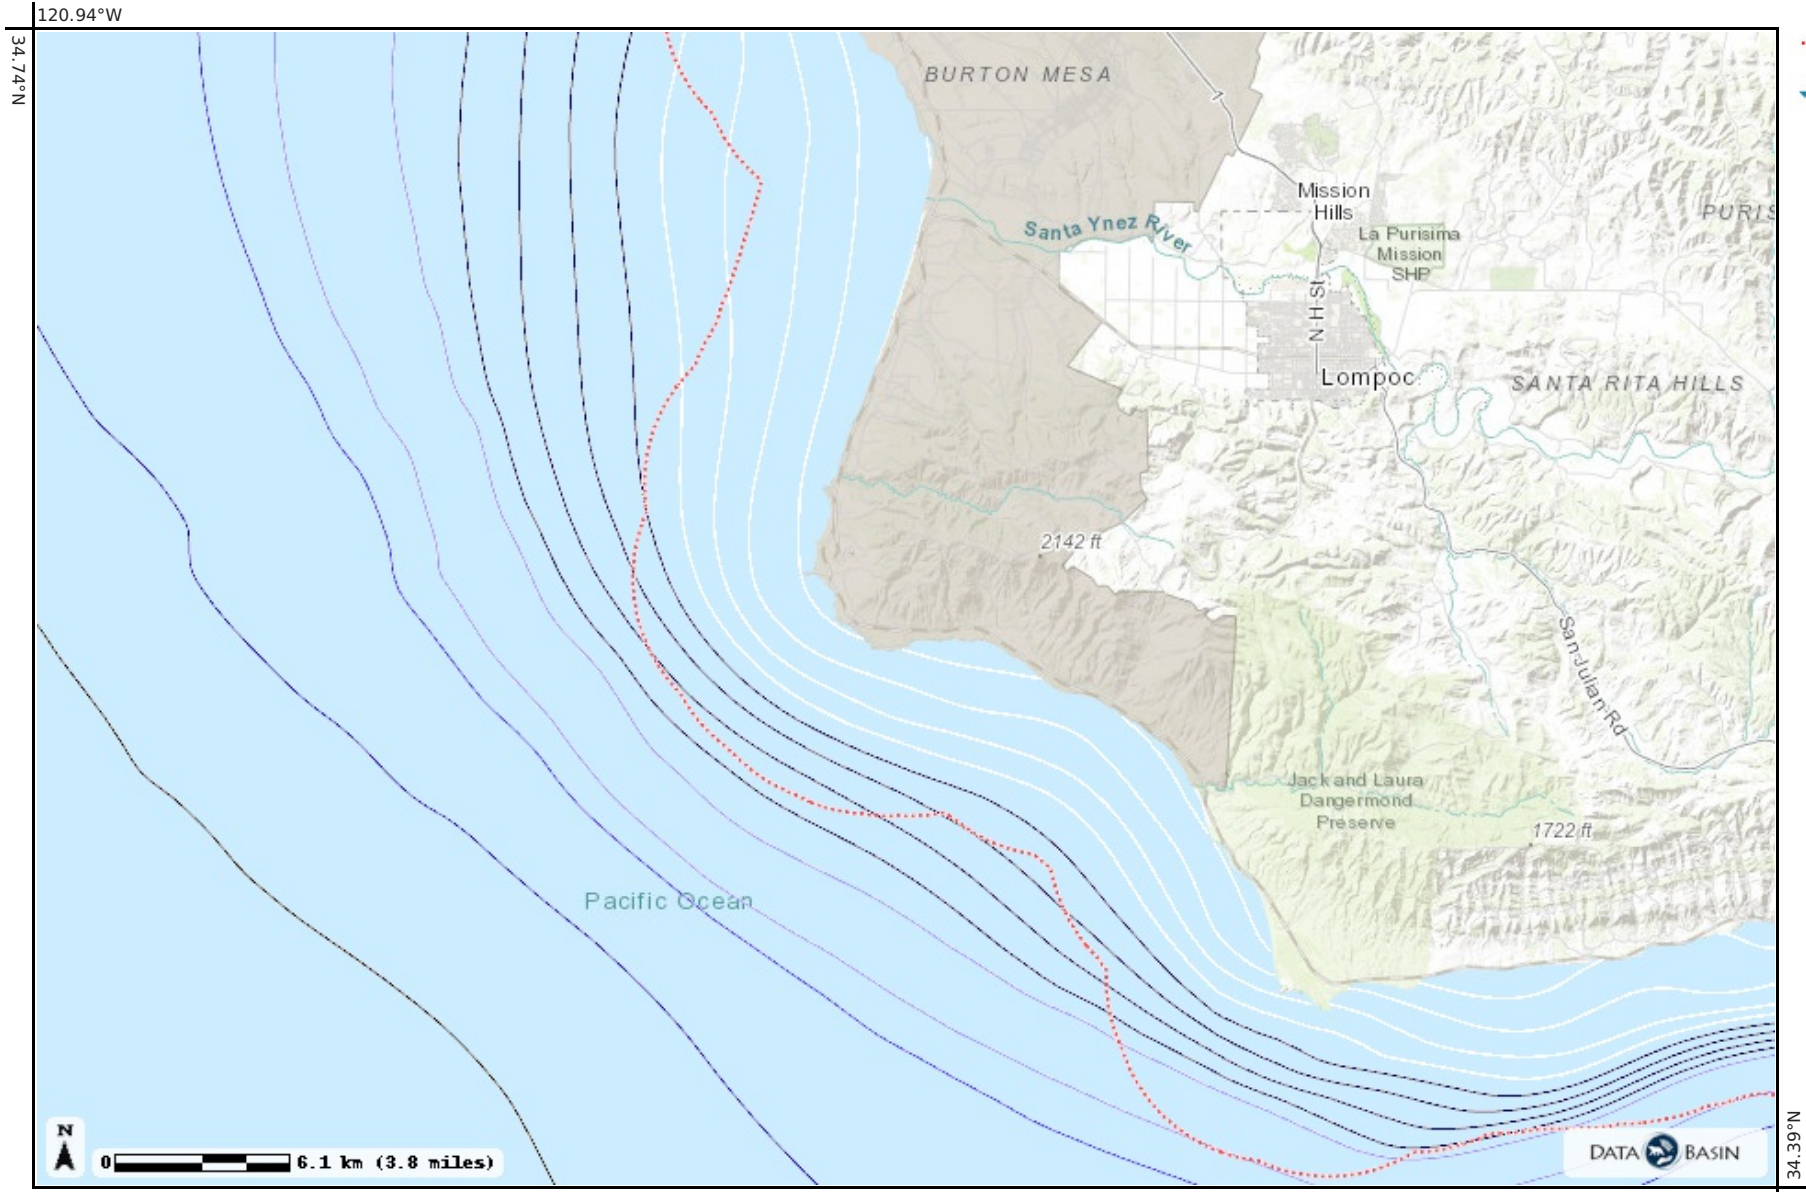 120.94°W
34.74°N
BURTON MESA
1
Mission
Hills
PURIS
Santa Ynez River
La Purisima
Mission
SHP
N H St
Lompoc
SANTA RITA HILLS
2142 ft
San Julian Rd
Jack and Laura
Dangermond
Preserve
1722 ft
Pacific Ocean
N
0 6.1 km (3.8 miles)
DATA BASIN
34.39°N